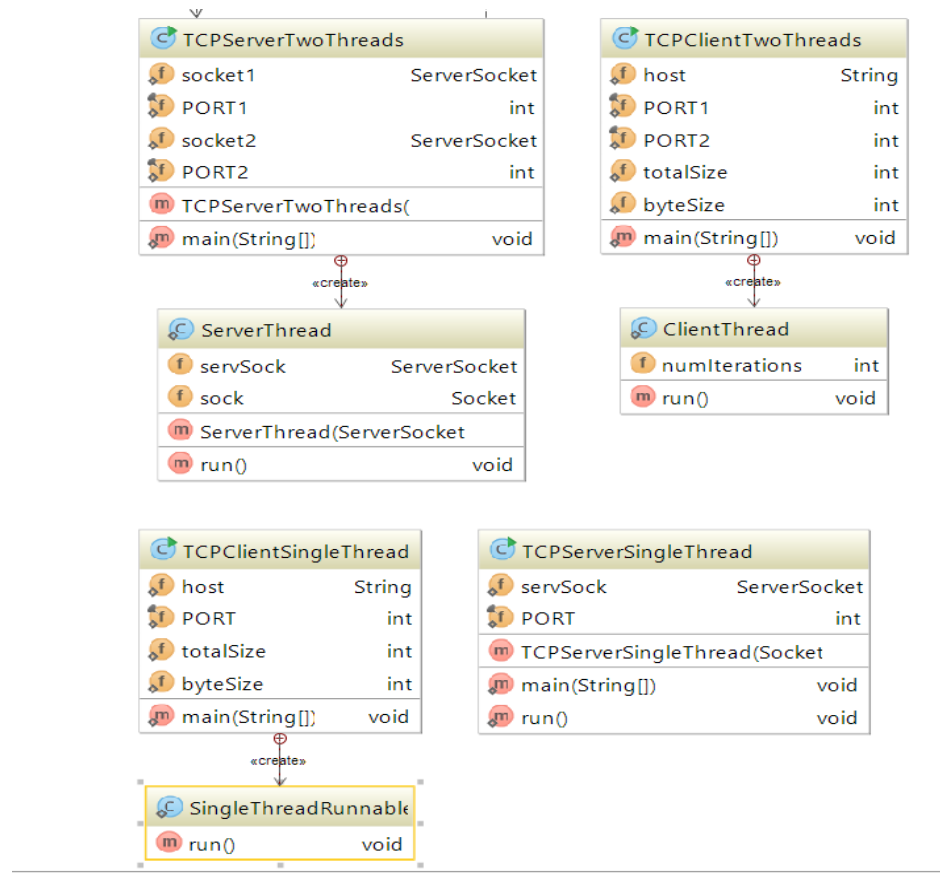 TCPServerTwoThreads
socket1 ServerSocket
PORT1 int
socket2 ServerSocket
PORT2 int
TCPServerTwoThreads(
main(String[]) void
«create»
ServerThread
servSock ServerSocket
sock Socket
ServerThread(ServerSocket
run() void
TCPClientTwoThreads
host String
PORT1 int
PORT2 int
totalSize int
byteSize int
main(String[]) void
«create»
ClientThread
numIterations int
run() void
TCPClientSingleThread
host String
PORT int
totalSize int
byteSize int
main(String[]) void
«create»
SingleThreadRunnable
run() void
TCPServerSingleThread
servSock ServerSocket
PORT int
TCPServerSingleThread(Socket
main(String[]) void
run() void